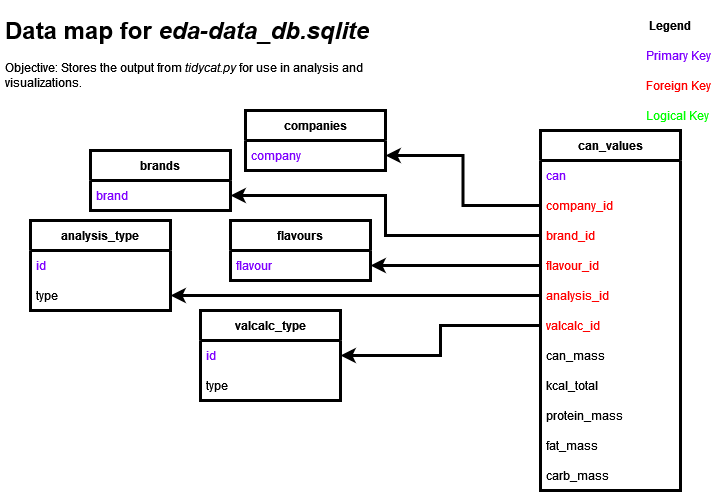 Data map for eda-data_db.sqlite
Objective: Stores the output from tidycat.py for use in analysis and
visualizations.
Legend
Primary Key
Foreign Key
Logical Key
companies
company
brands
brand
analysis_type
id
type
flavours
flavour
valcalc_type
id
type
can_values
can
company_id
brand_id
flavour_id
analysis_id
valcalc_id
can_mass
kcal_total
protein_mass
fat_mass
carb_mass